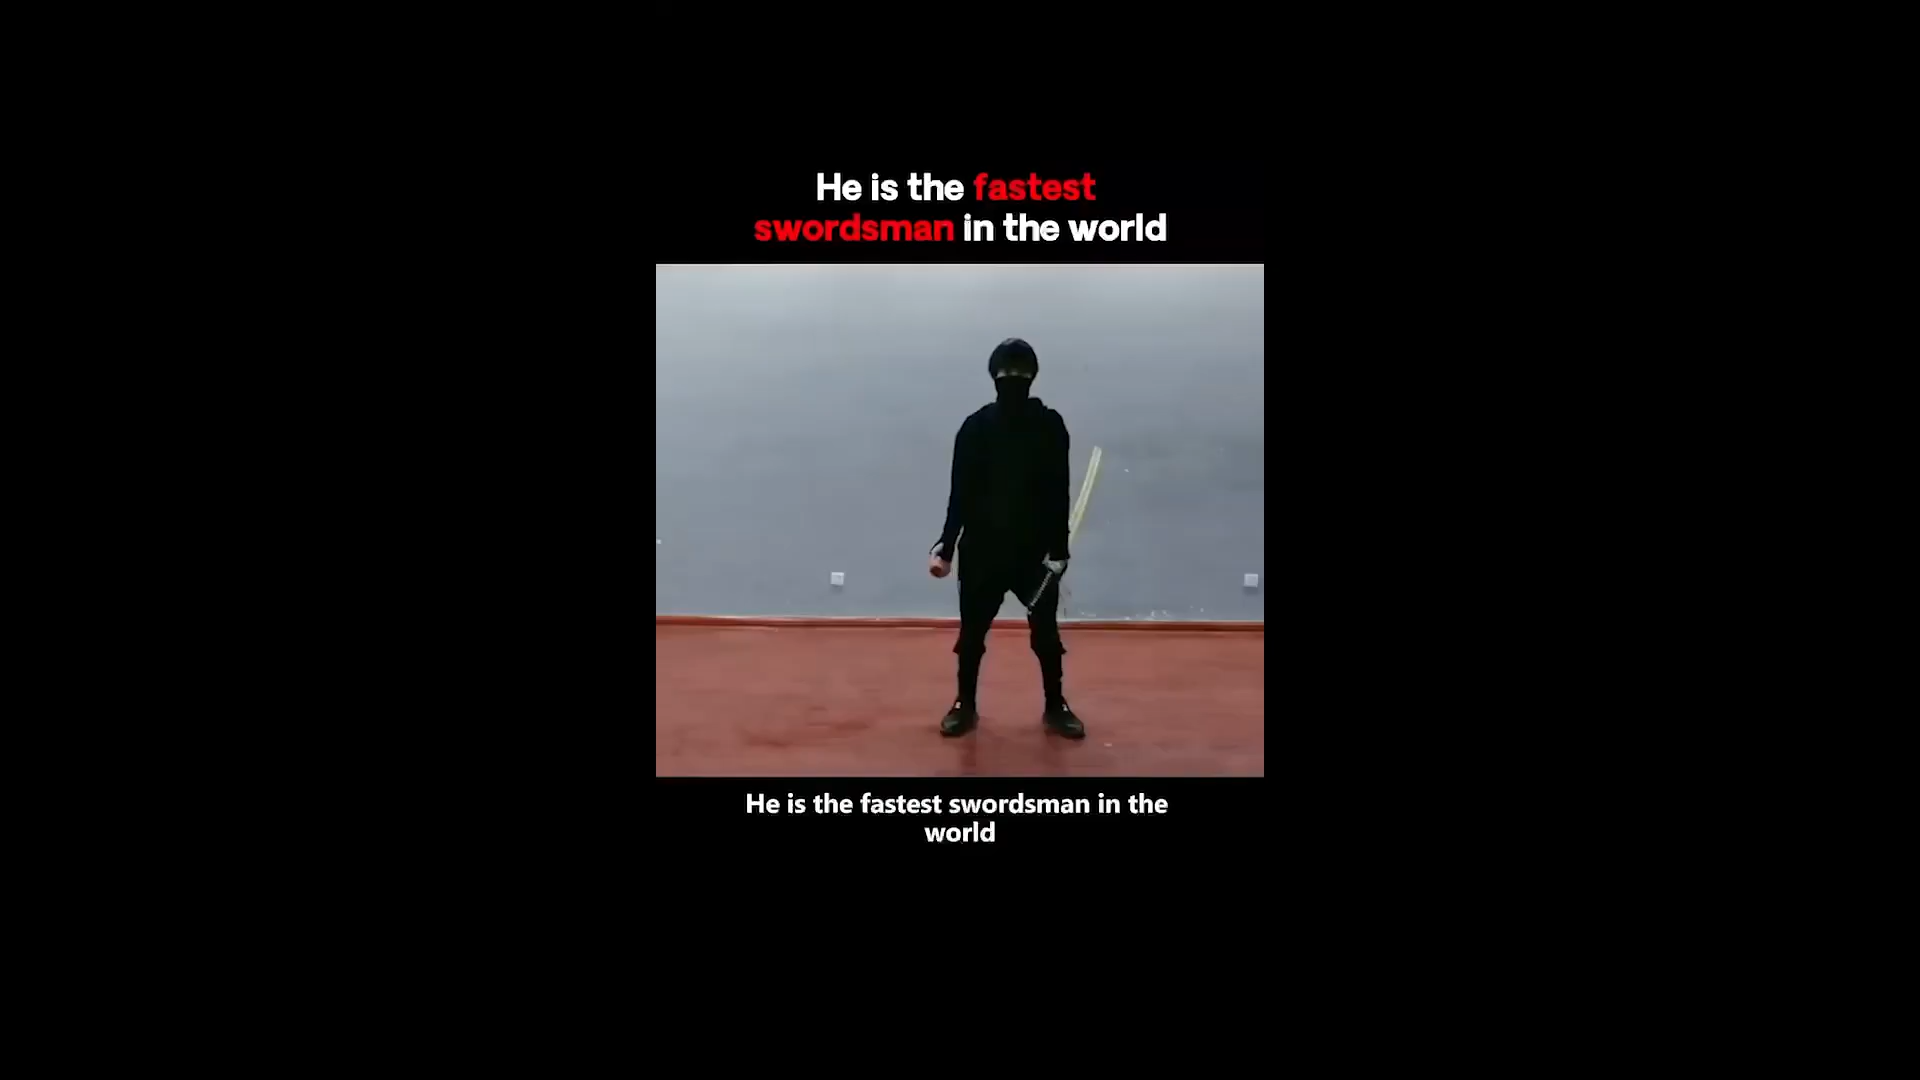 He is the fastest
swordsman in the world
He is the fastest swordsman in the
world